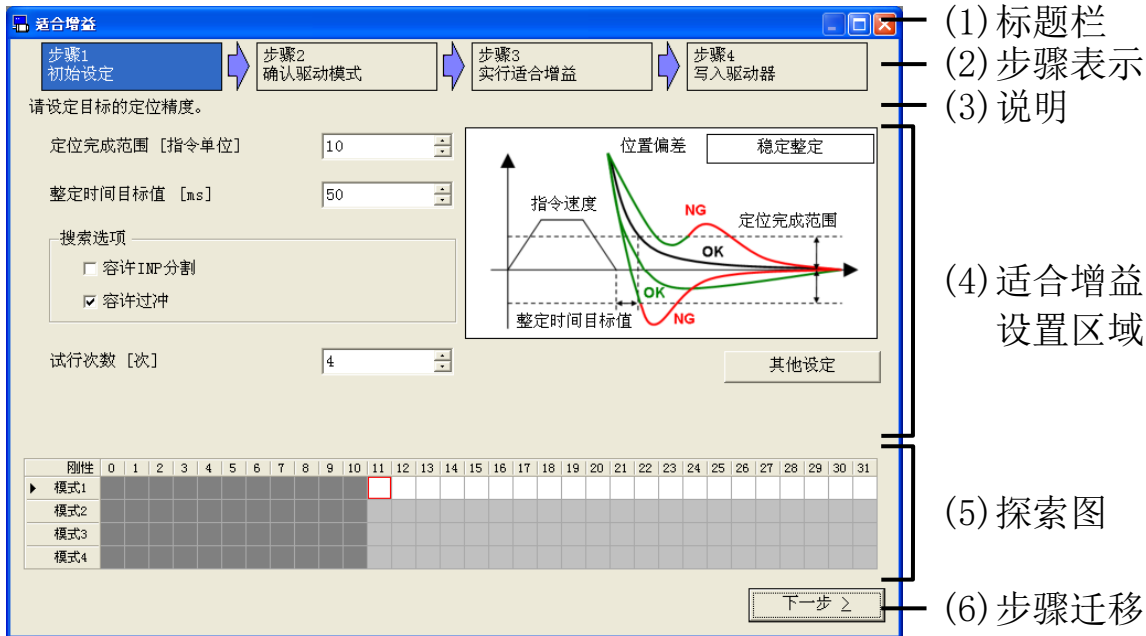 适合增益
步骤1
初始设定
步骤2
确认驱动模式
步骤3
实行适合增益
步骤4
写入驱动器
请设定目标的定位精度。
定位完成范围 [指令单位]
10
整定时间目标值 [ms]
50
搜索选项
容许INP分割
容许过冲
试行次数 [次]
4
位置偏差
稳定整定
指令速度
NG
定位完成范围
OK
OK
整定时间目标值
NG
其他设定
刚性 0 1 2 3 4 5 6 7 8 9 10 11 12 13 14 15 16 17 18 19 20 21 22 23 24 25 26 27 28 29 30 31
模式1
模式2
模式3
模式4
下一步 ≥
(1)标题栏
(2)步骤表示
(3)说明
(4)适合增益
设置区域
(5)探索图
(6)步骤迁移